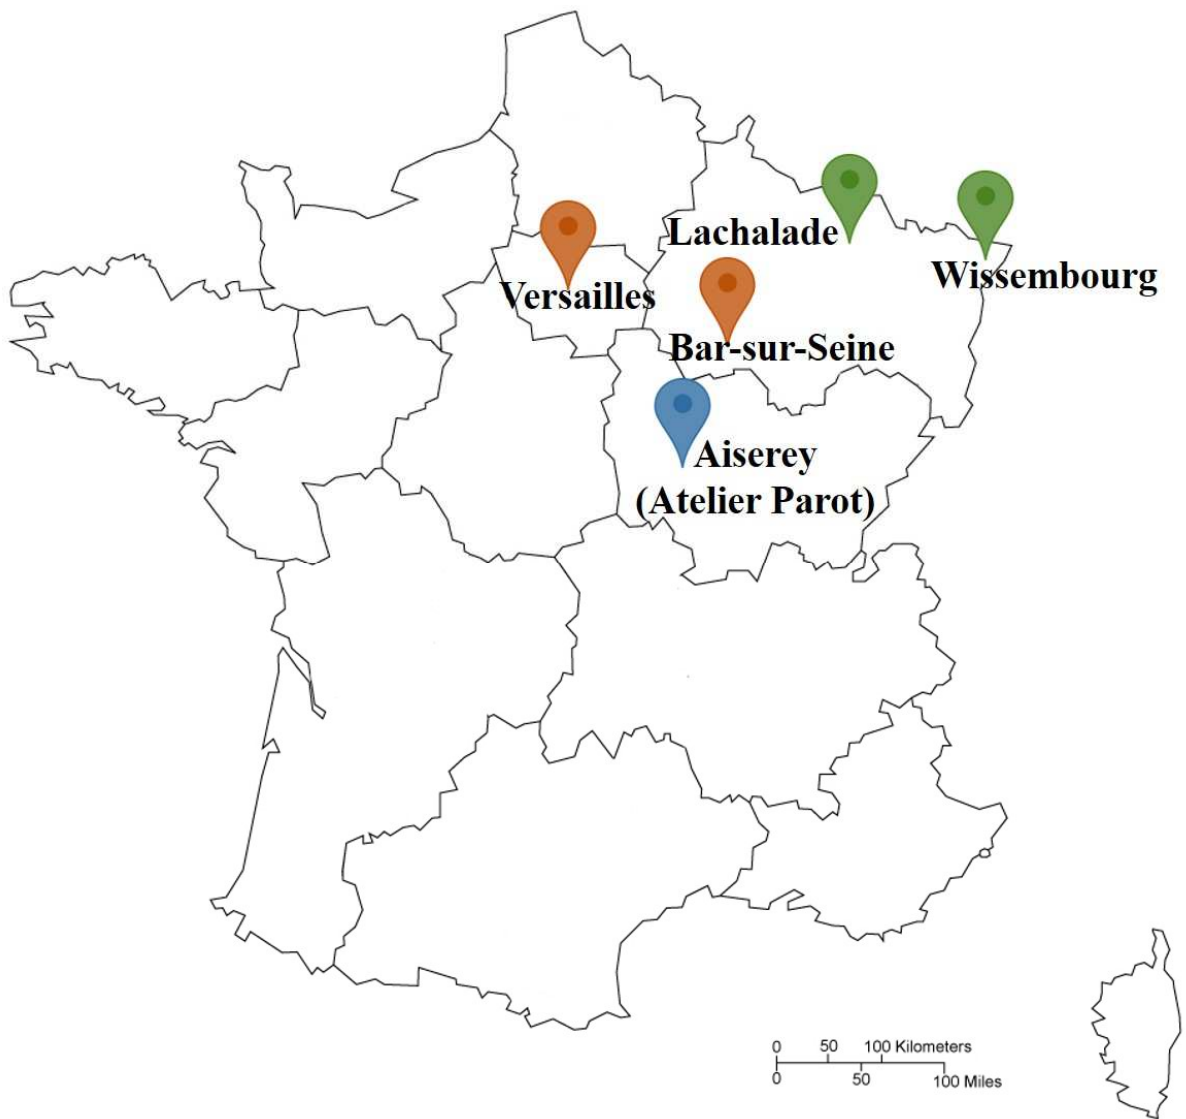 Lachalade
Wissembourg
Versailles
Bar-sur-Seine
Aiserey
(Atelier Parot)
0 50 100 Kilometers
0 50 100 Miles